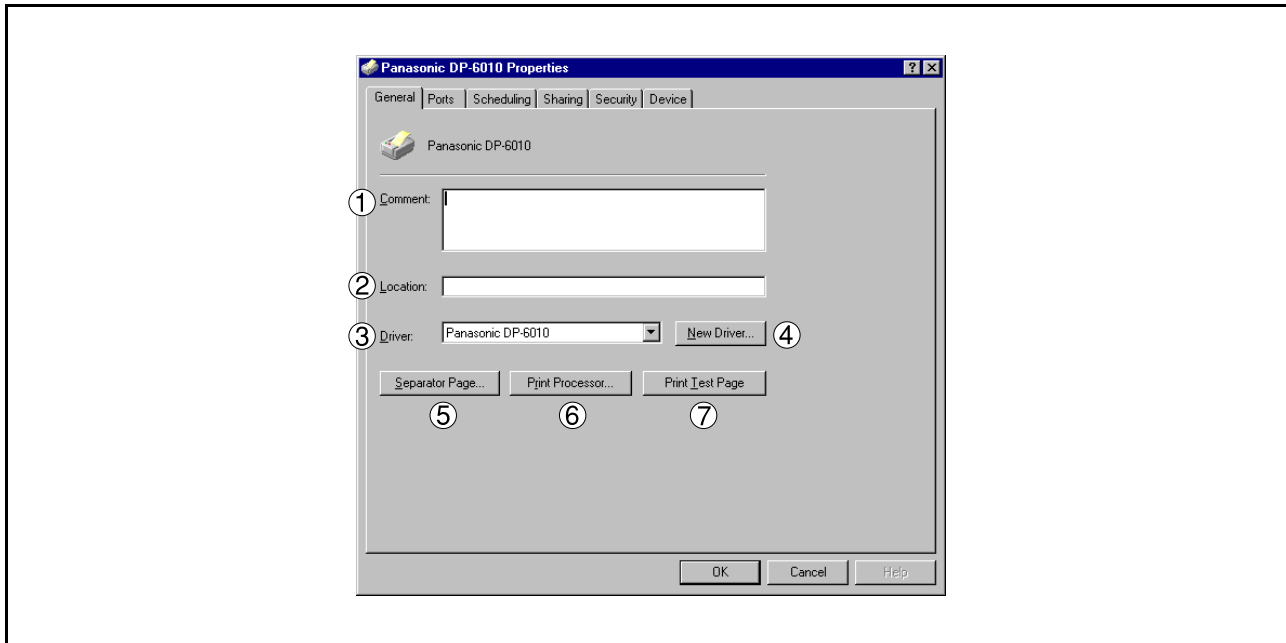 Panasonic DP-6010 Properties
General Ports Scheduling Sharing Security Device
Panasonic DP-6010
① Comment:
② Location:
③ Driver: Panasonic DP-6010 New Driver... ④
Separator Page... Print Processor... Print Test Page
⑤ ⑥ ⑦
OK Cancel Help